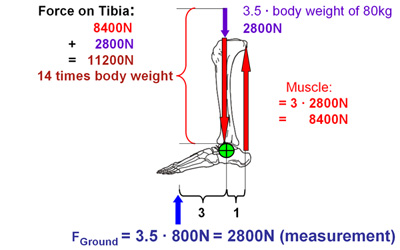 Force on Tibia:
8400N
+ 2800N
= 11200N
14 times body weight
3.5 · body weight of 80kg
2800N
Muscle:
= 3 · 2800N
= 8400N
3
1
FGround = 3.5 · 800N = 2800N (measurement)